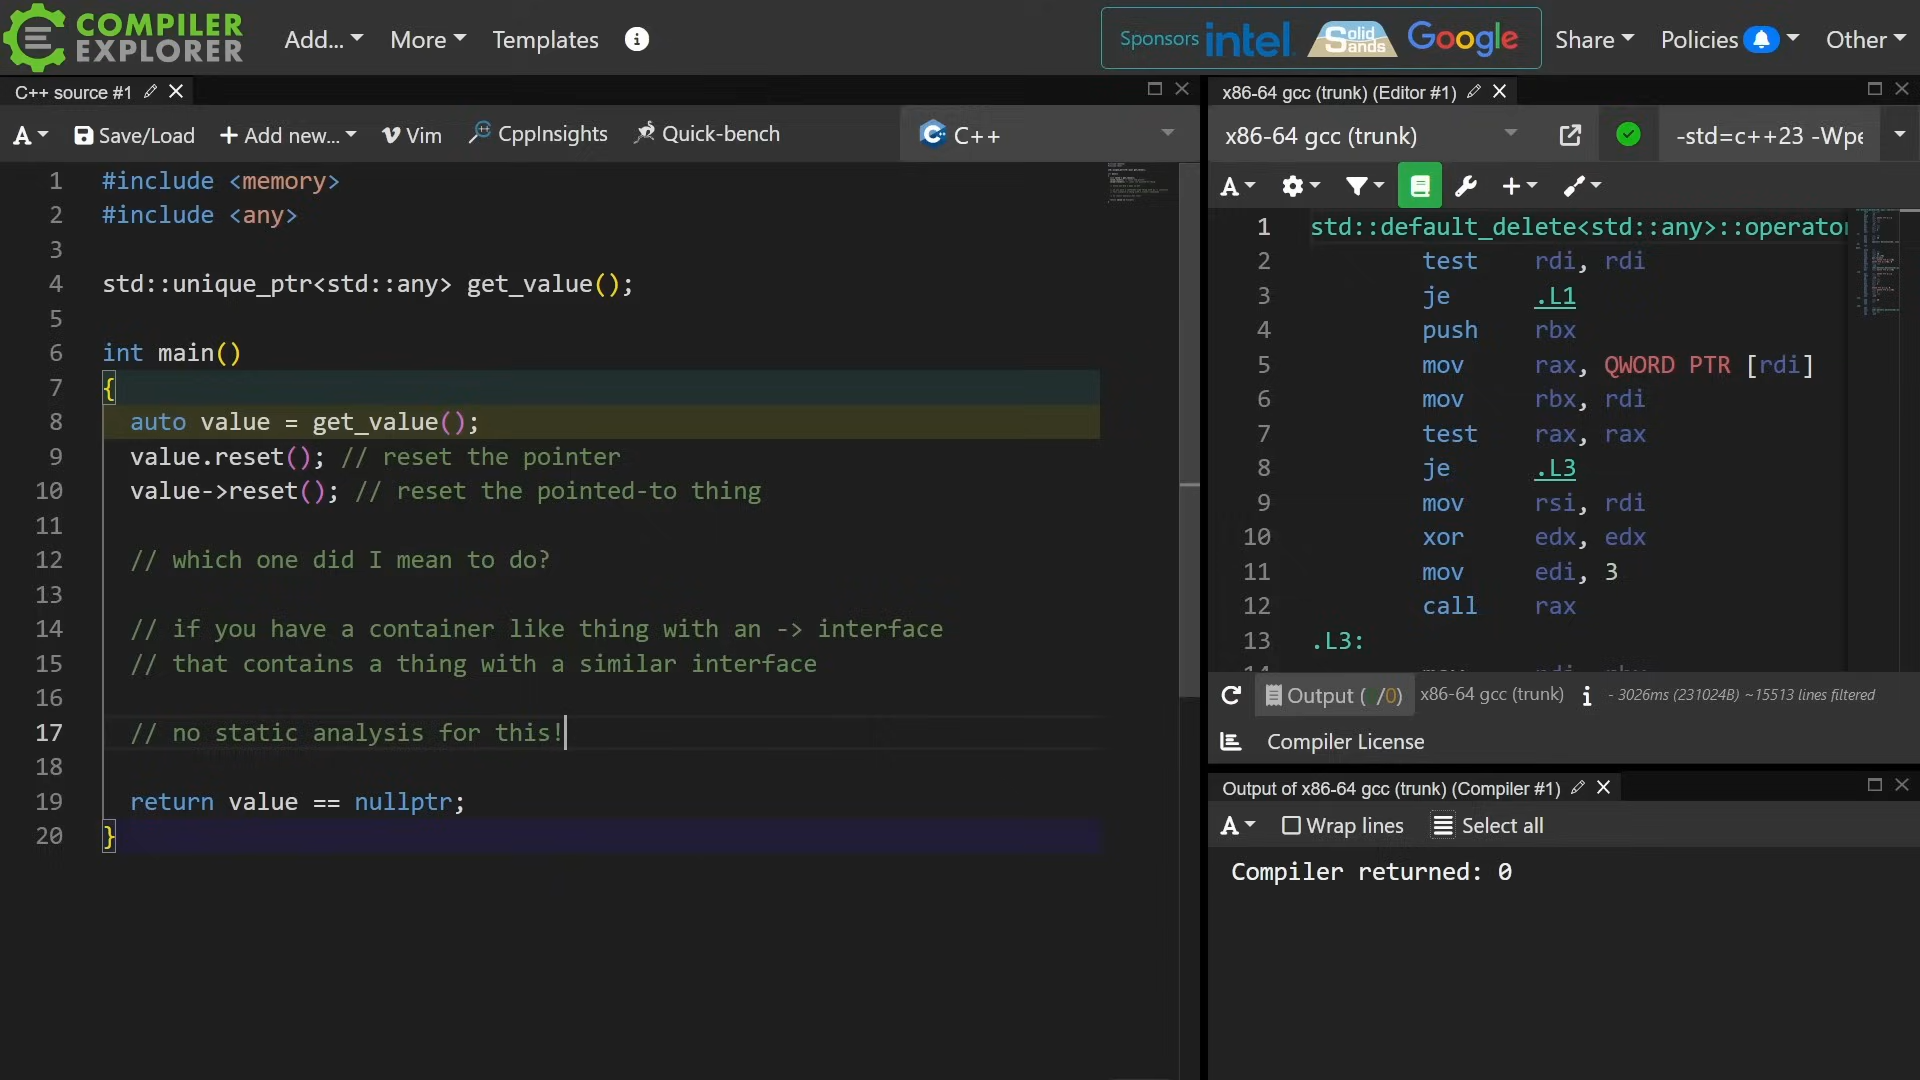 COMPILER
EXPLORER
Add...
More
Templates
Sponsors
intel
Solid
Sands
Google
Share
Policies
Other
C++ source #1
A
Save/Load
+ Add new...
Vim
CppInsights
Quick-bench
C++
1 #include <memory>
2 #include <any>
3
4 std::unique_ptr<std::any> get_value();
5
6 int main()
7 {
8 auto value = get_value();
9 value.reset(); // reset the pointer
10 value->reset(); // reset the pointed-to thing
11
12 // which one did I mean to do?
13
14 // if you have a container like thing with an -> interface
15 // that contains a thing with a similar interface
16
17 // no static analysis for this!
18
19 return value == nullptr;
20 }
x86-64 gcc (trunk) (Editor #1)
x86-64 gcc (trunk)
-std=c++23 -Wpe
A
1 std::default_delete<std::any>::operator
2 test rdi, rdi
3 je .L1
4 push rbx
5 mov rax, QWORD PTR [rdi]
6 mov rbx, rdi
7 test rax, rax
8 je .L3
9 mov rsi, rdi
10 xor edx, edx
11 mov edi, 3
12 call rax
13 .L3:
Output ( /0) x86-64 gcc (trunk) i - 3026ms (231024B) ~15513 lines filtered
Compiler License
Output of x86-64 gcc (trunk) (Compiler #1)
A
Wrap lines
Select all
Compiler returned: 0